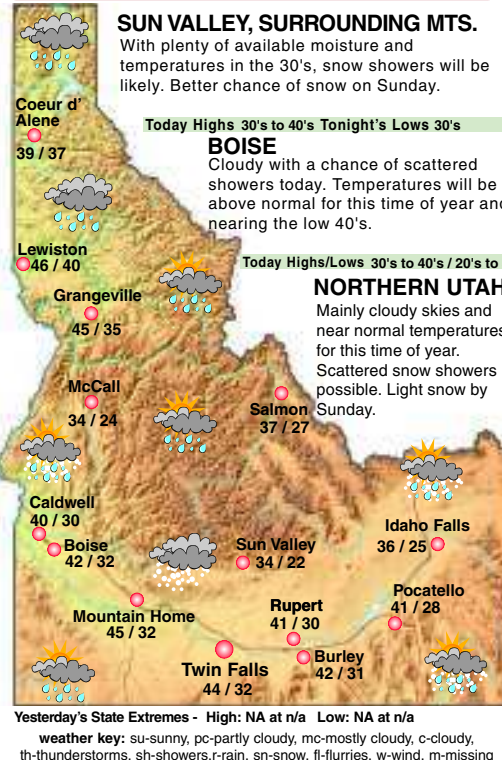 SUN VALLEY, SURROUNDING MTS.
With plenty of available moisture and
temperatures in the 30's, snow showers will be
likely. Better chance of snow on Sunday.
Today Highs 30's to 40's Tonight's Lows 30's
BOISE
Cloudy with a chance of scattered
showers today. Temperatures will be
above normal for this time of year and
nearing the low 40's.
Today Highs/Lows 30's to 40's / 20's to
NORTHERN UTAH
Mainly cloudy skies and
near normal temperatures
for this time of year.
Scattered snow showers
possible. Light snow by
Sunday.
Coeur d'
Alene
39 / 37
Lewiston
46 / 40
Grangeville
45 / 35
McCall
34 / 24
Salmon
37 / 27
Caldwell
40 / 30
Boise
42 / 32
Sun Valley
34 / 22
Idaho Falls
36 / 25
Mountain Home
45 / 32
Rupert
41 / 30
Pocatello
41 / 28
Twin Falls
44 / 32
Burley
42 / 31
Yesterday's State Extremes - High: NA at n/a Low: NA at n/a
weather key: su-sunny, pc-partly cloudy, mc-mostly cloudy, c-cloudy,
th-thunderstorms, sh-showers,r-rain, sn-snow, fl-flurries, w-wind, m-missing